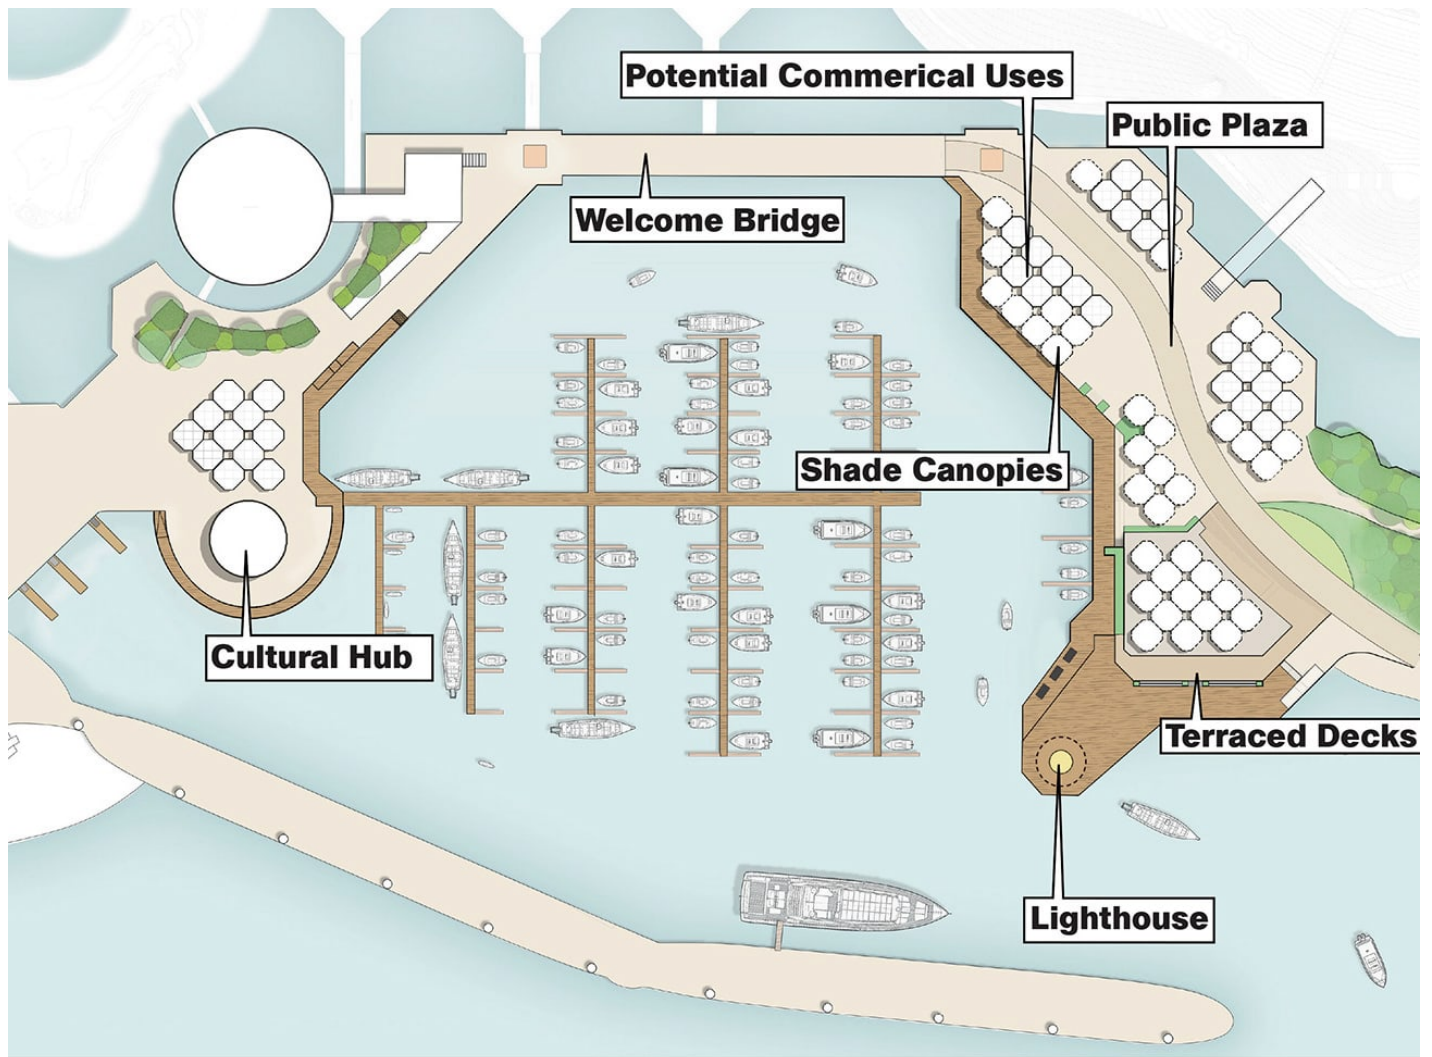 Potential Commerical Uses
Public Plaza
Welcome Bridge
Shade Canopies
Cultural Hub
Terraced Decks
Lighthouse